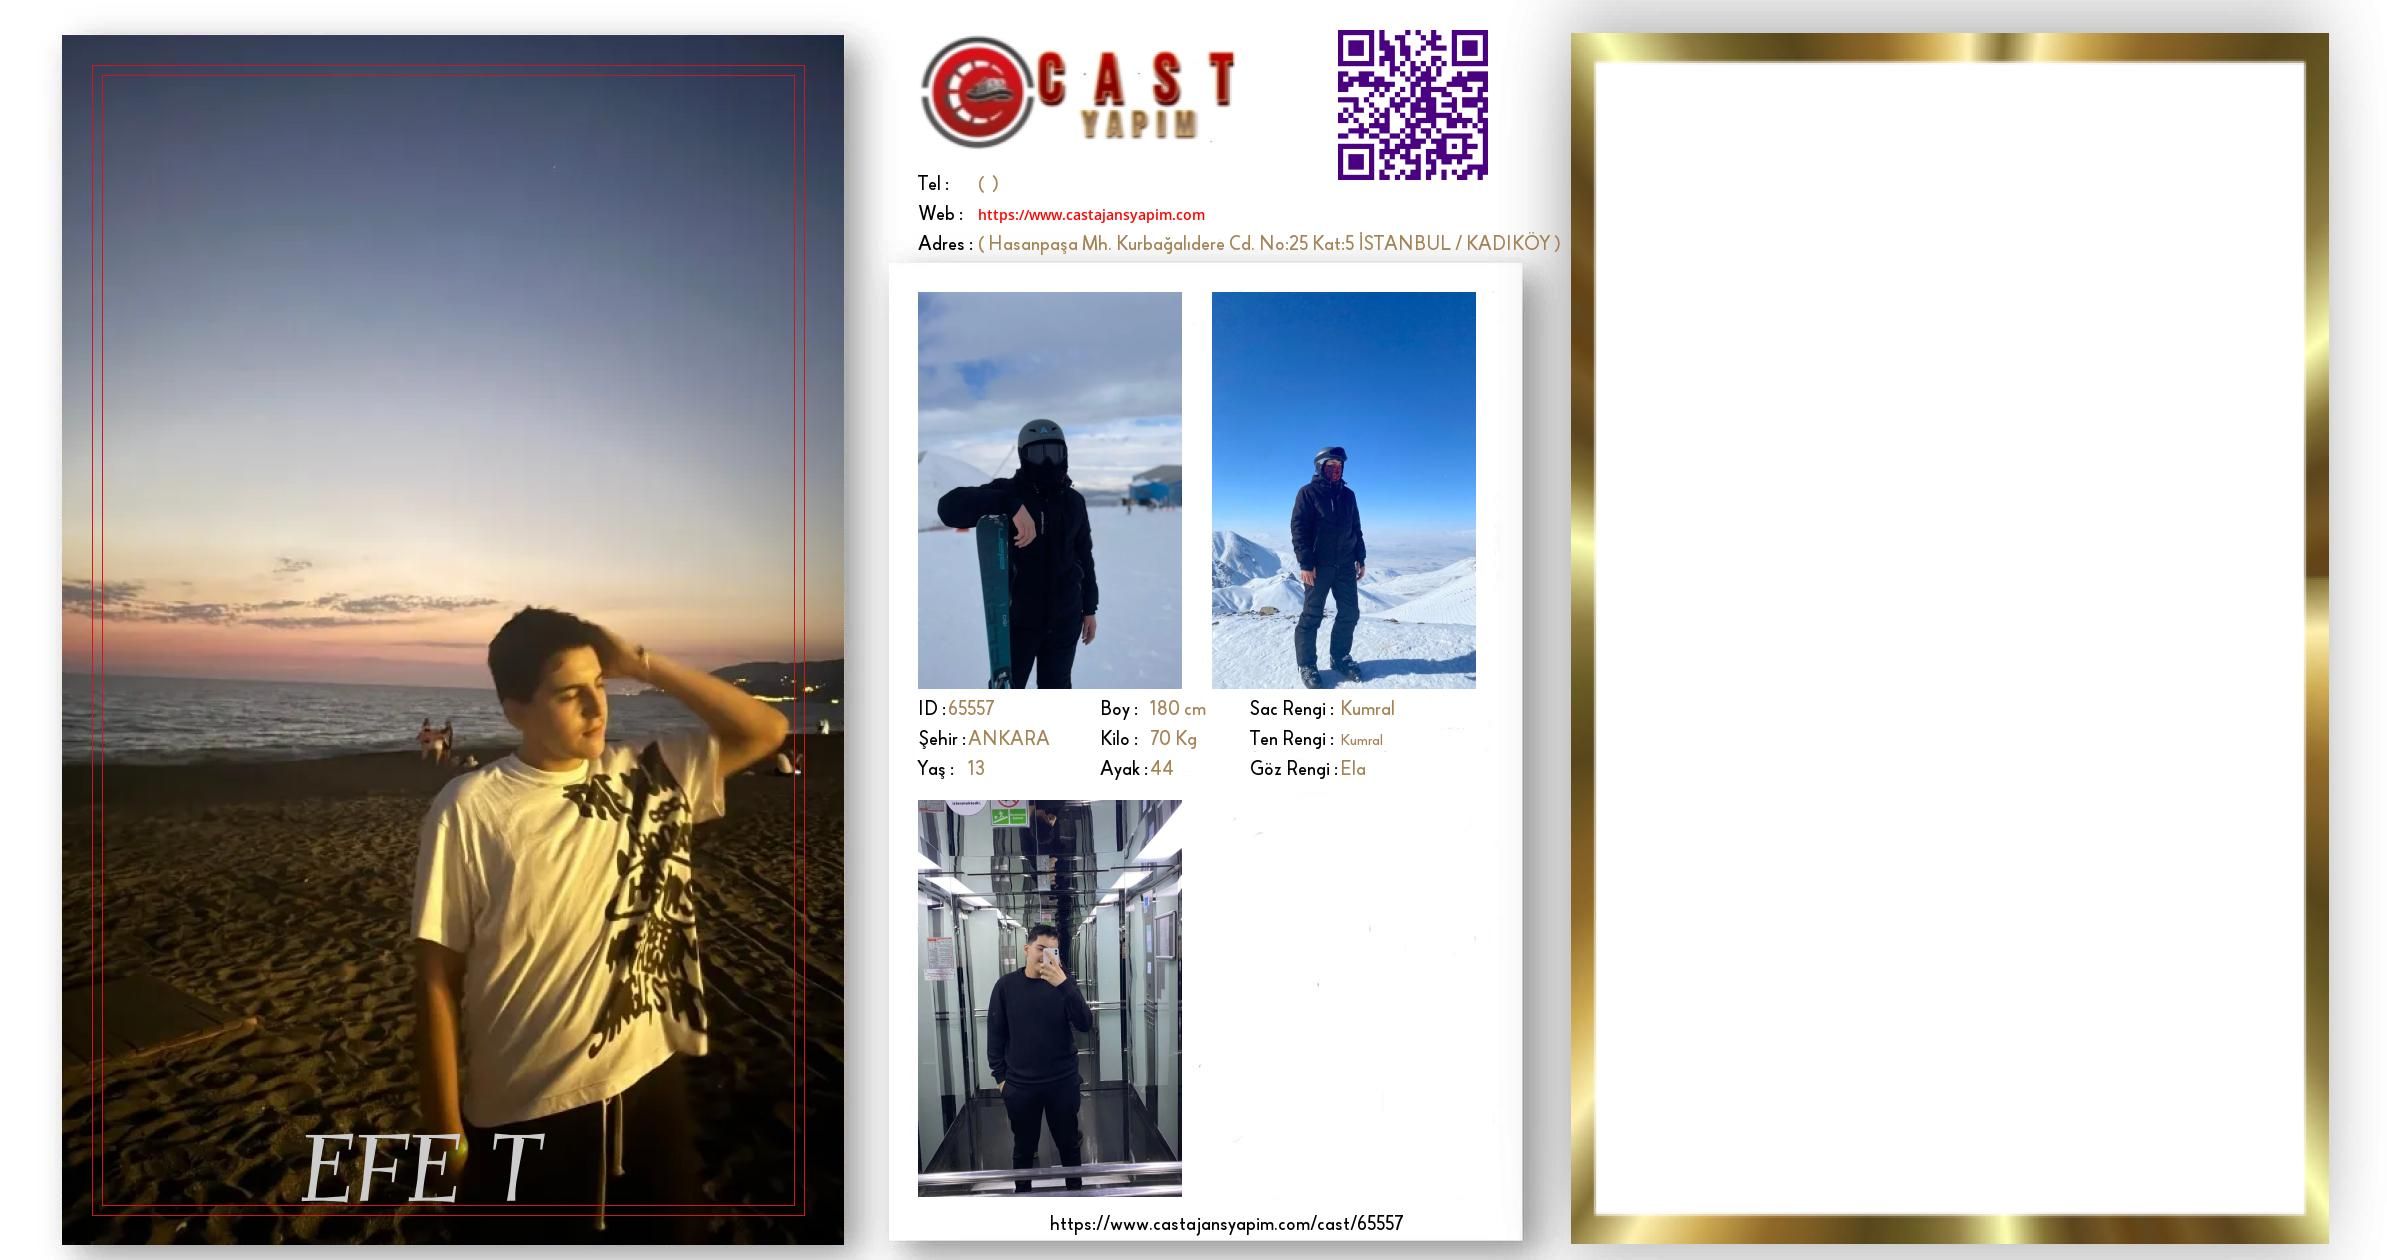 EFE T
CAST
YAPIM
Tel : ( )
Web : https://www.castajansyapim.com
Adres : ( Hasanpaşa Mh. Kurbağalıdere Cd. No:25 Kat:5 İSTANBUL / KADIKÖY )
ID : 65557 Boy : 180 cm Sac Rengi : Kumral
Şehir : ANKARA Kilo : 70 Kg Ten Rengi : Kumral
Yaş : 13 Ayak : 44 Göz Rengi : Ela
https://www.castajansyapim.com/cast/65557